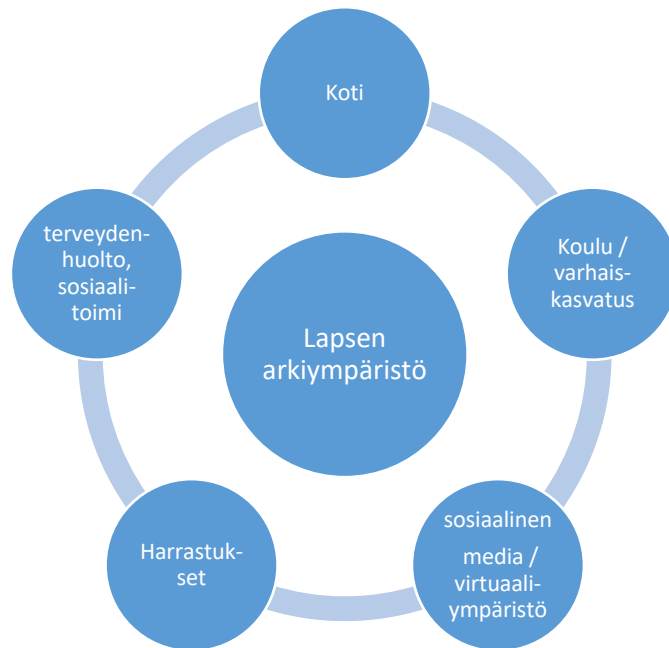 Koti
Koulu /
varhais-
kasvatus
sosiaalinen
media /
virtuaali-
ympäristö
Harrastuk-
set
terveyden-
huolto,
sosiaali-
toimi
Lapsen
arkiympäristö